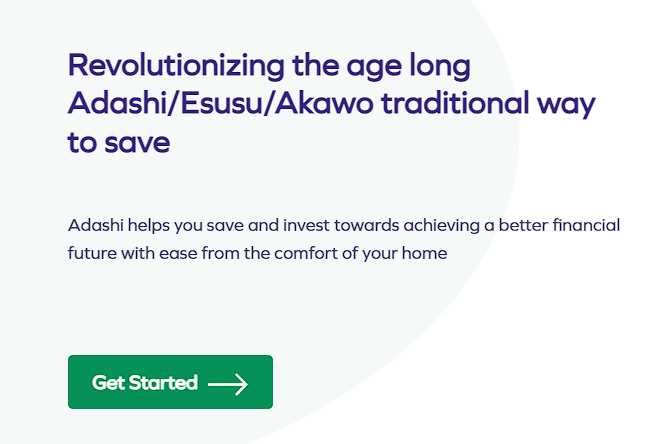 Revolutionizing the age long
Adashi/Esusu/Akawo traditional way
to save
Adashi helps you save and invest towards achieving a better financial
future with ease from the comfort of your home
Get Started